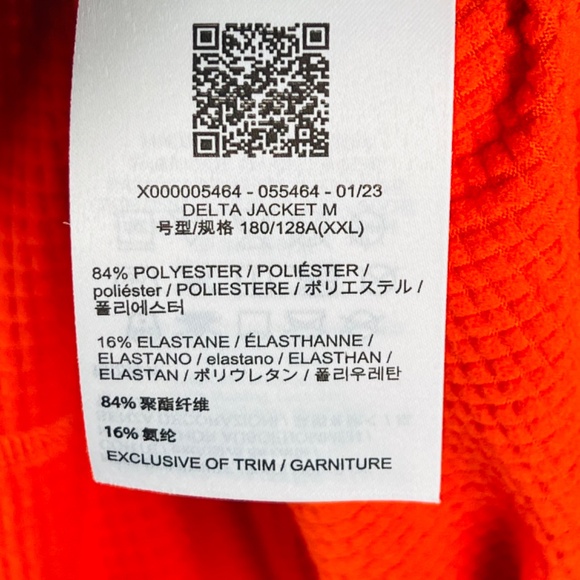 X000005464 - 055464 - 01/23
DELTA JACKET M
号型/规格 180/128A(XXL)
84% POLYESTER / POLIÉSTER /
poliéster / POLIESTERE / ポリエステル /
폴리에스터
16% ELASTANE / ÉLASTHANNE /
ELASTANO / elastano / ELASTHAN /
ELASTAN / ポリウレタン / 폴리우레탄
84% 聚酯纤维
16% 氨纶
EXCLUSIVE OF TRIM / GARNITURE